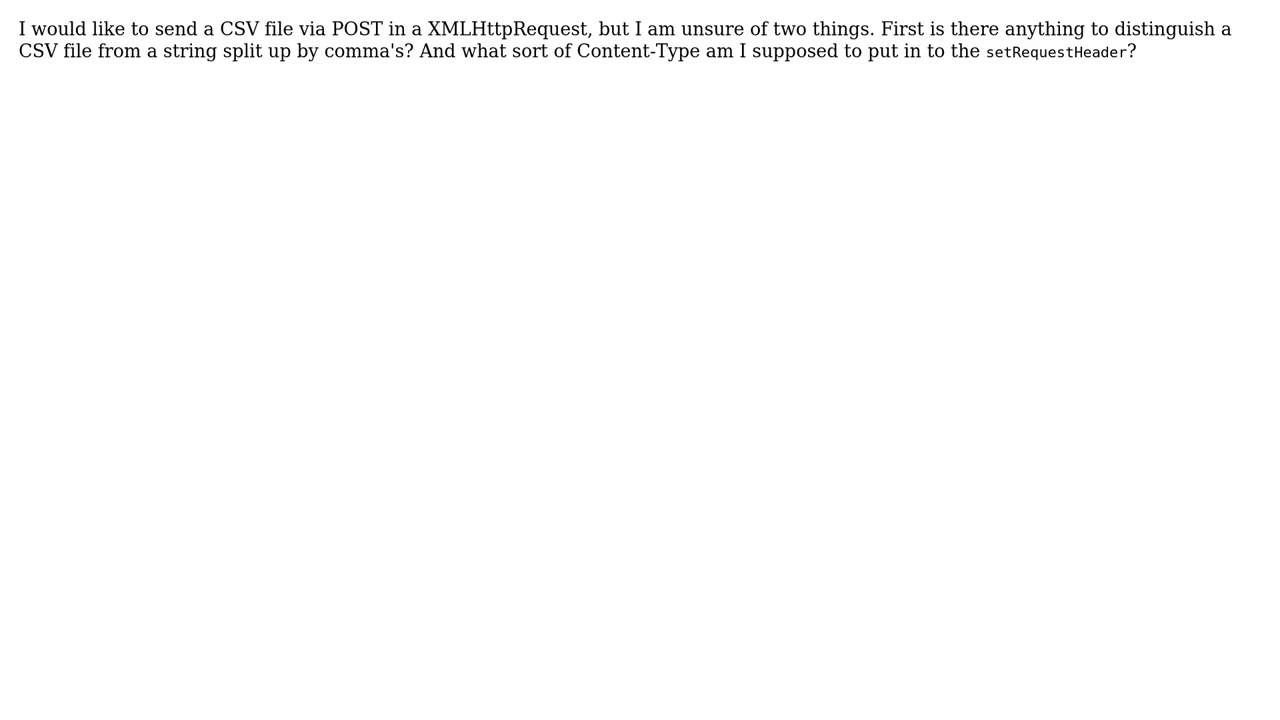 I would like to send a CSV file via POST in a XMLHttpRequest, but I am unsure of two things. First is there anything to distinguish a
CSV file from a string split up by comma's? And what sort of Content-Type am I supposed to put in to the setRequestHeader?